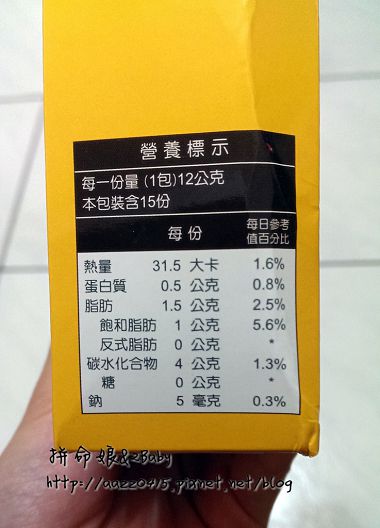 營養標示
每一份量 (1包)12公克
本包裝含15份
每份 每日參考值百分比
熱量 31.5 大卡 1.6%
蛋白質 0.5 公克 0.8%
脂肪 1.5 公克 2.5%
飽和脂肪 1 公克 5.6%
反式脂肪 0 公克 *
碳水化合物 4 公克 1.3%
糖 0 公克 *
鈉 5 毫克 0.3%
拼命娘&2Baby
http://aazz0415.pixnet.net/blog